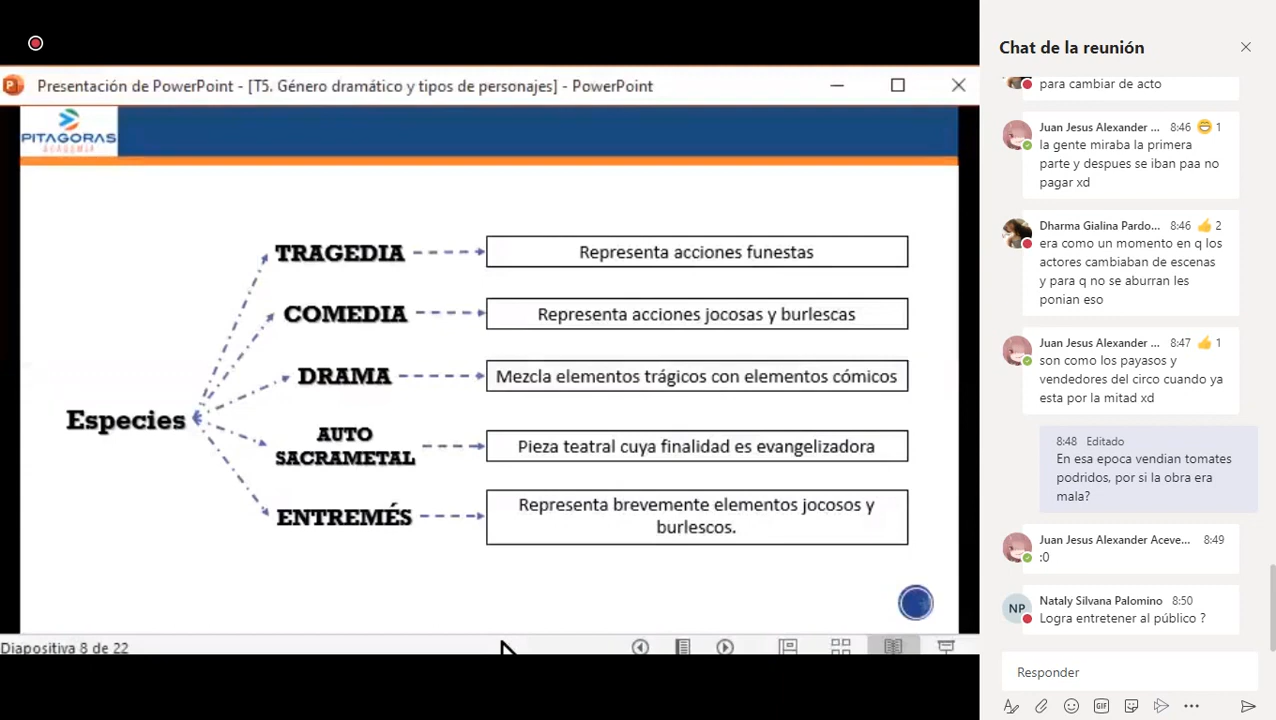 Presentación de PowerPoint - [T5. Género dramático y tipos de personajes] - PowerPoint
PITAGORAS
ACADEMIA
TRAGEDIA
Representa acciones funestas
COMEDIA
Representa acciones jocosas y burlescas
DRAMA
Mezcla elementos trágicos con elementos cómicos
Especies
AUTO
SACRAMETAL
Pieza teatral cuya finalidad es evangelizadora
ENTREMÉS
Representa brevemente elementos jocosos y
burlescos.
Diapositiva 8 de 22
Chat de la reunión
para cambiar de acto
Juan Jesus Alexander ... 8:46 1
la gente miraba la primera
parte y despues se iban paa no
pagar xd
Dharma Gialina Pardo... 8:46 2
era como un momento en q los
actores cambiaban de escenas
y para q no se aburran les
ponian eso
Juan Jesus Alexander ... 8:47 1
son como los payasos y
vendedores del circo cuando ya
esta por la mitad xd
8:48 Editado
En esa epoca vendian tomates
podridos, por si la obra era
mala?
Juan Jesus Alexander Aceve... 8:49
:0
NP
Nataly Silvana Palomino 8:50
Logra entretener al público ?
Responder
GIF